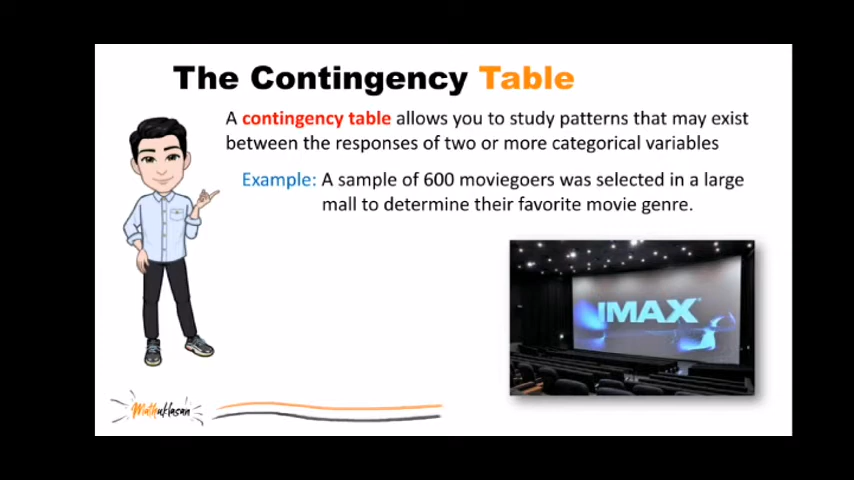 The Contingency Table
A contingency table allows you to study patterns that may exist
between the responses of two or more categorical variables
Example: A sample of 600 moviegoers was selected in a large
mall to determine their favorite movie genre.
IMAX
Mathuklasan